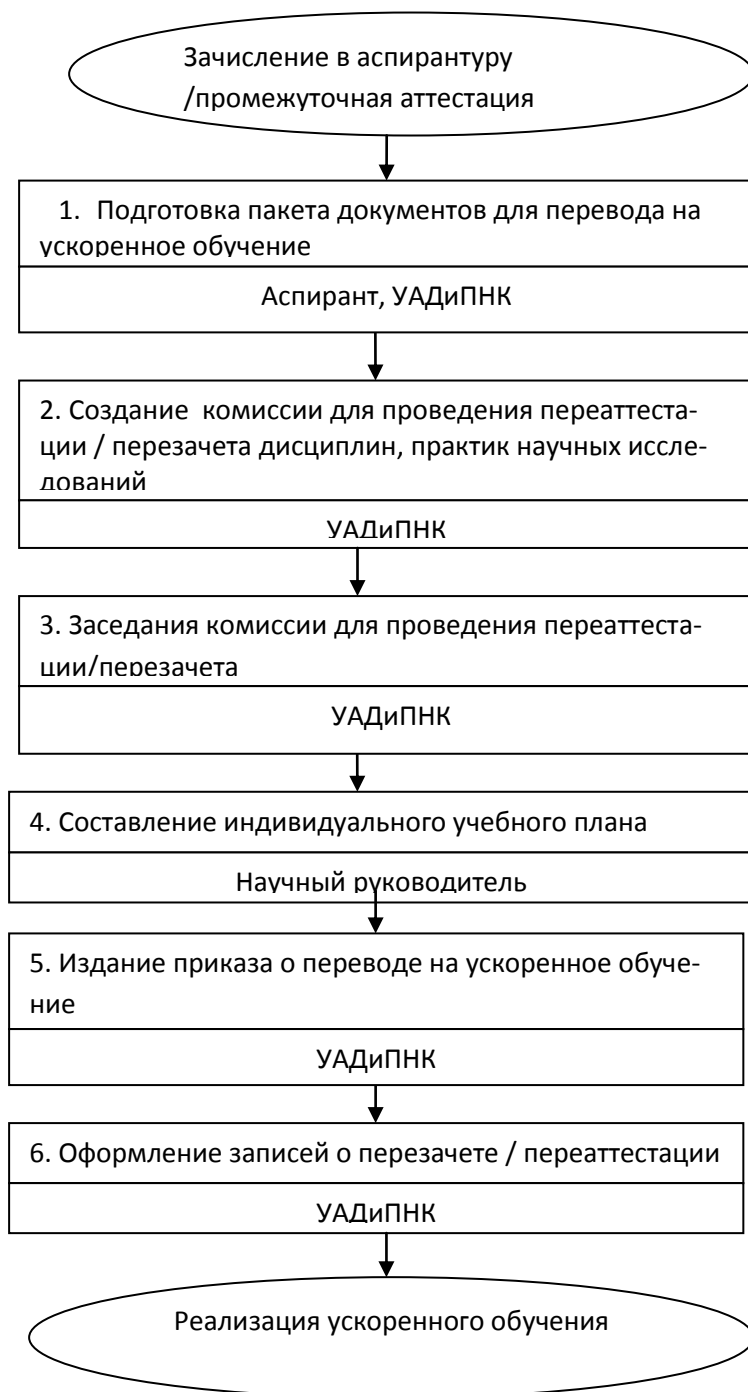 Зачисление в аспирантуру
/промежуточная аттестация
1. Подготовка пакета документов для перевода на
ускоренное обучение
Аспирант, УАДиПНК
2. Создание комиссии для проведения переаттеста-
ции / перезачета дисциплин, практик научных иссле-
дований
УАДиПНК
3. Заседания комиссии для проведения переаттеста-
ции/перезачета
УАДиПНК
4. Составление индивидуального учебного плана
Научный руководитель
5. Издание приказа о переводе на ускоренное обуче-
ние
УАДиПНК
6. Оформление записей о перезачете / переаттестации
УАДиПНК
Реализация ускоренного обучения